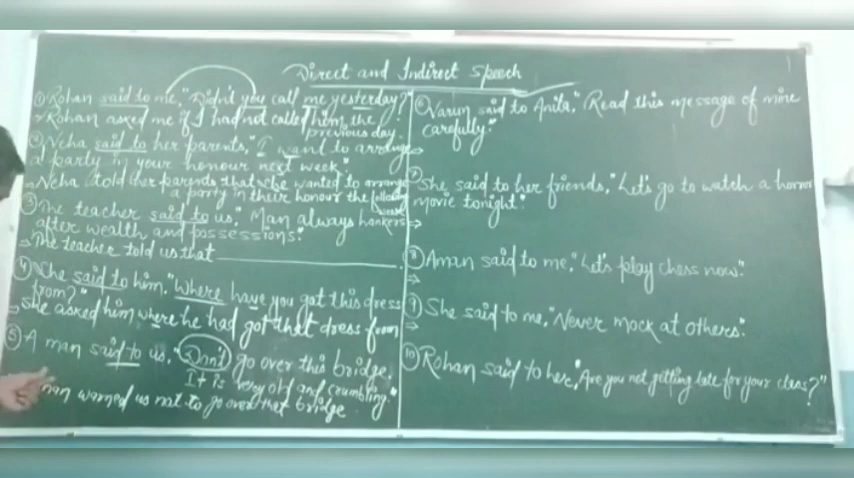 Direct and Indirect Speech
① Rohan said to me, "Didn't you call me yesterday?"
⇒ Rohan asked me if I had not called him the
previous day.
② Neha said to her parents, "I want to arrange
a party in your honour next week."
⇒ Neha told her parents that she wanted to arrange
a party in their honour the following
week
③ The teacher said to us, "Man always hankers
after wealth and possessions."
⇒ The teacher told us that ____________.
④ She said to him, "Where have you got this dress
from?"
⇒ She asked him where he had got that dress from
⑤ A man said to us, "Don't go over this bridge.
It is very old and crumbling."
man warned us not to go over that bridge.
⑥ Varun said to Anita, "Read this message of mine
carefully."
⇒
⑦ She said to her friends, "Let's go to watch a horror
movie tonight."
⇒
⑧ Aman said to me, "Let's play chess now".
⇒
⑨ She said to me, "Never mock at others".
⇒
⑩ Rohan said to her, "Are you not getting late for your class?"